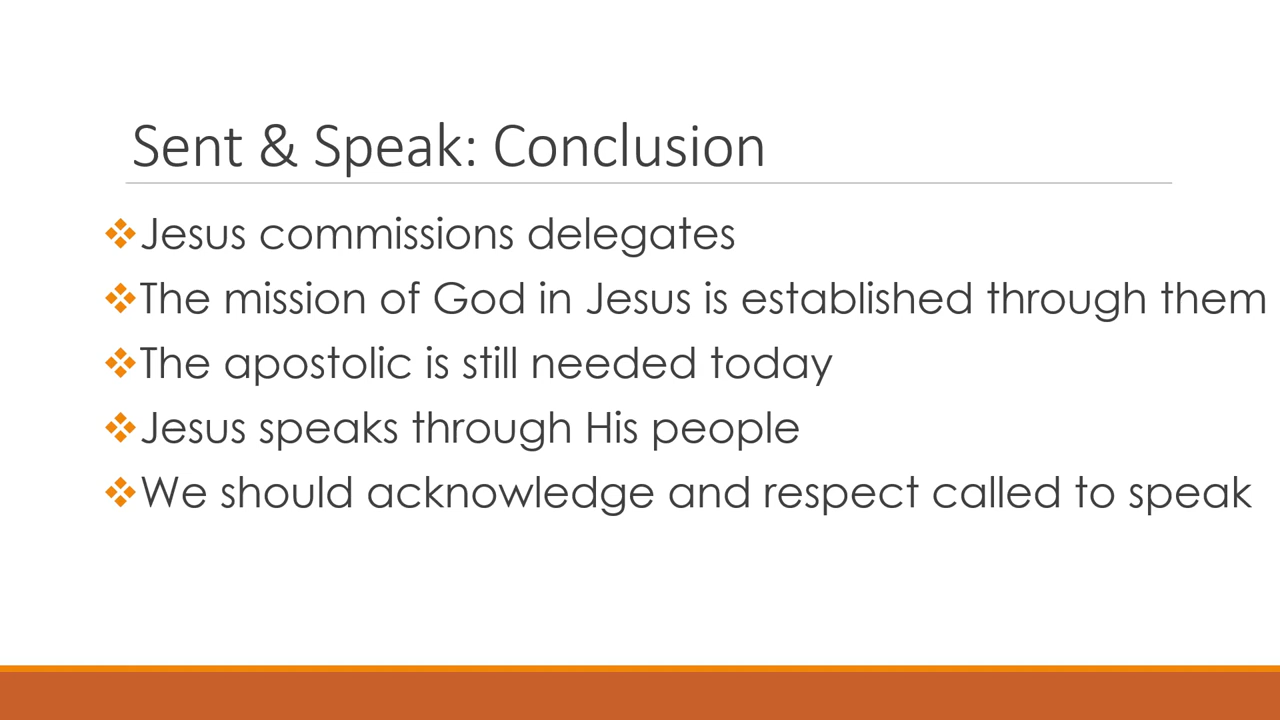 Sent & Speak: Conclusion
❖Jesus commissions delegates
❖The mission of God in Jesus is established through them
❖The apostolic is still needed today
❖Jesus speaks through His people
❖We should acknowledge and respect called to speak